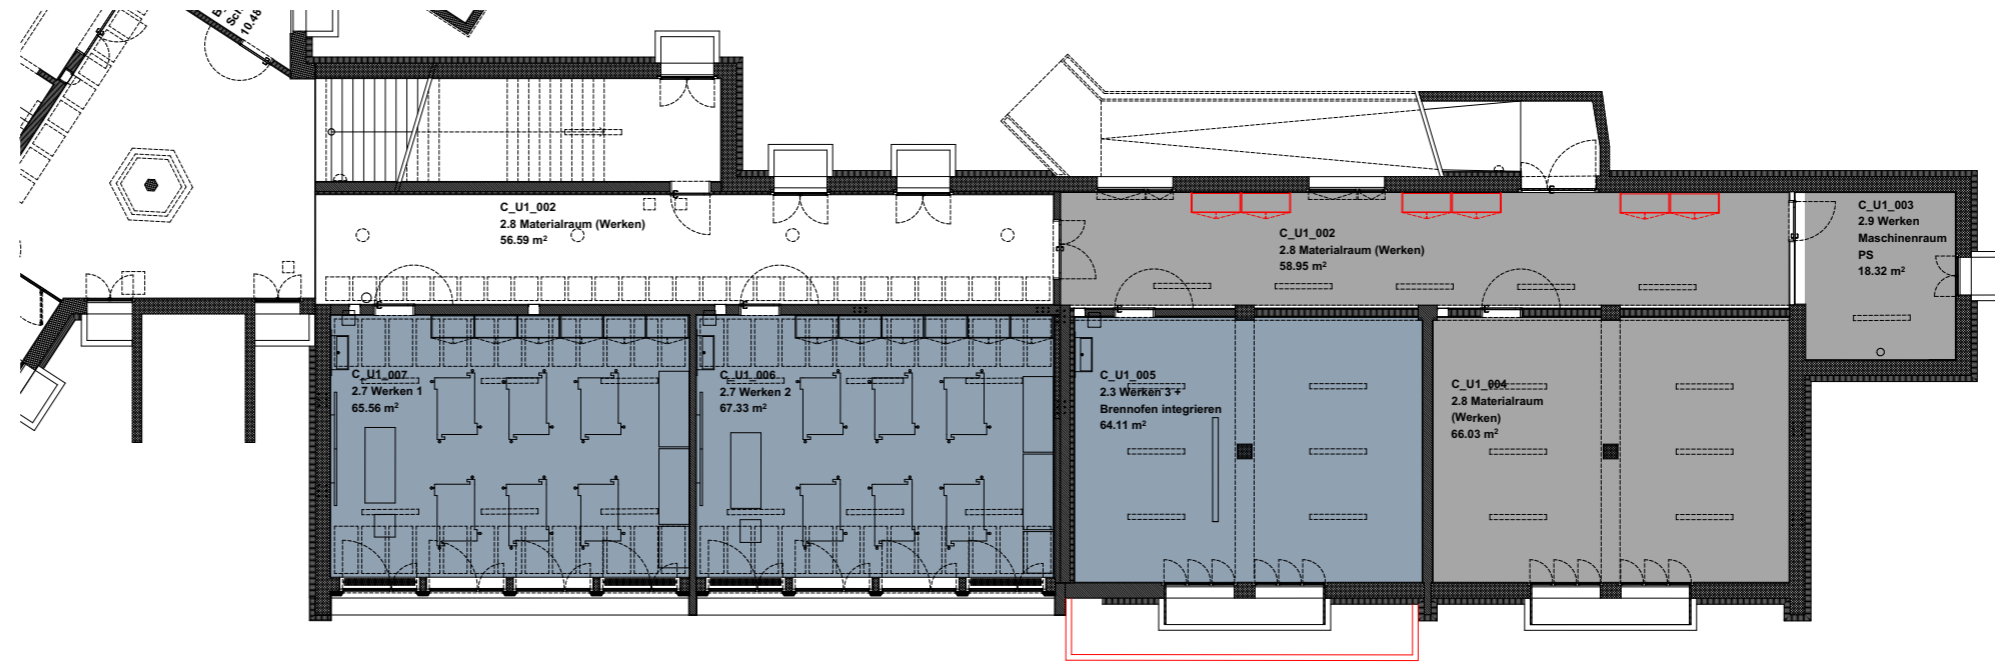 Sci
10.48
C_U1_002
2.8 Materialraum (Werken)
56.59 m²
C_U1_002
2.8 Materialraum (Werken)
58.95 m²
C_U1_003
2.9 Werken
Maschinenraum
PS
18.32 m²
C_U1_007
2.7 Werken 1
65.56 m²
C_U1_006
2.7 Werken 2
67.33 m²
C_U1_005
2.3 Werken 3 +
Brennofen integrieren
64.11 m²
C_U1_004
2.8 Materialraum
(Werken)
66.03 m²